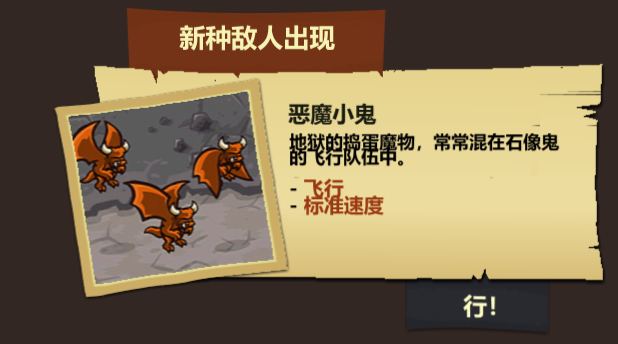 新种敌人出现
恶魔小鬼
地狱的捣蛋魔物，常常混在石像鬼
的飞行队伍中。
- 飞行
- 标准速度
行!